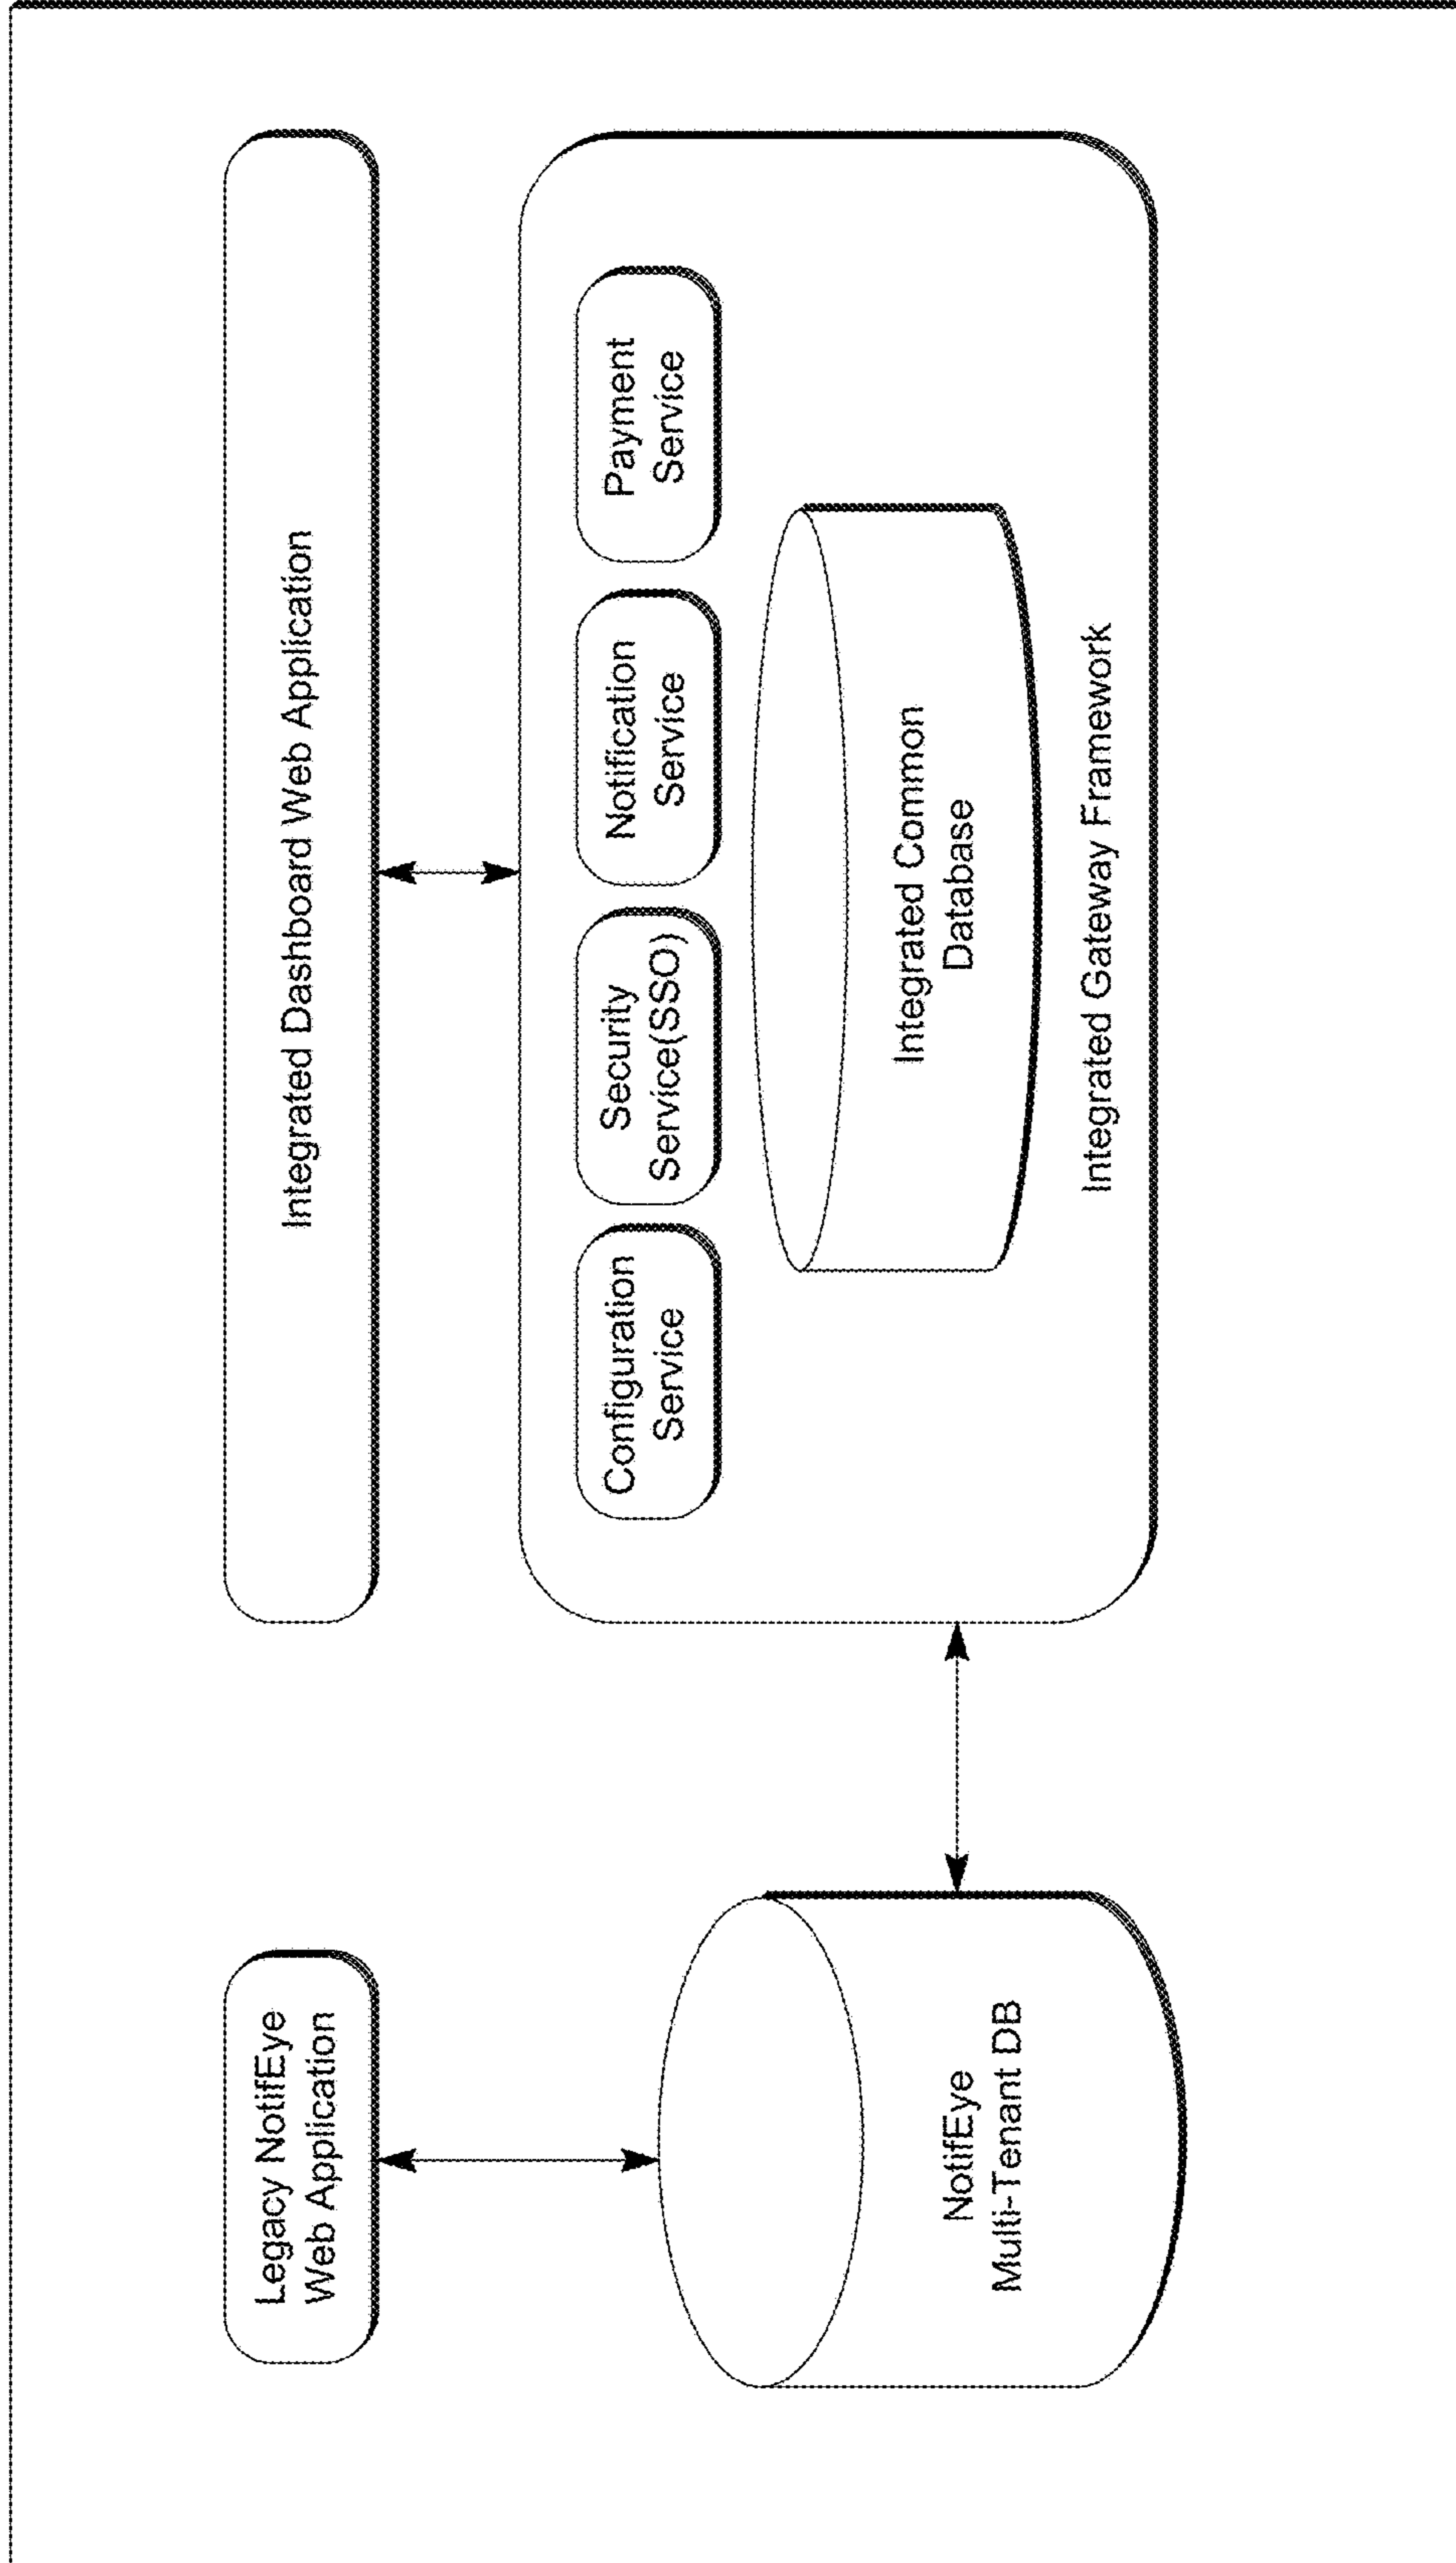 Legacy NotifEye
Web Application
Integrated Dashboard Web Application
Configuration
Service
Security
Service(SSO)
Notification
Service
Payment
Service
Integrated Common
Database
Integrated Gateway Framework
NotifEye
Multi-Tenant DB